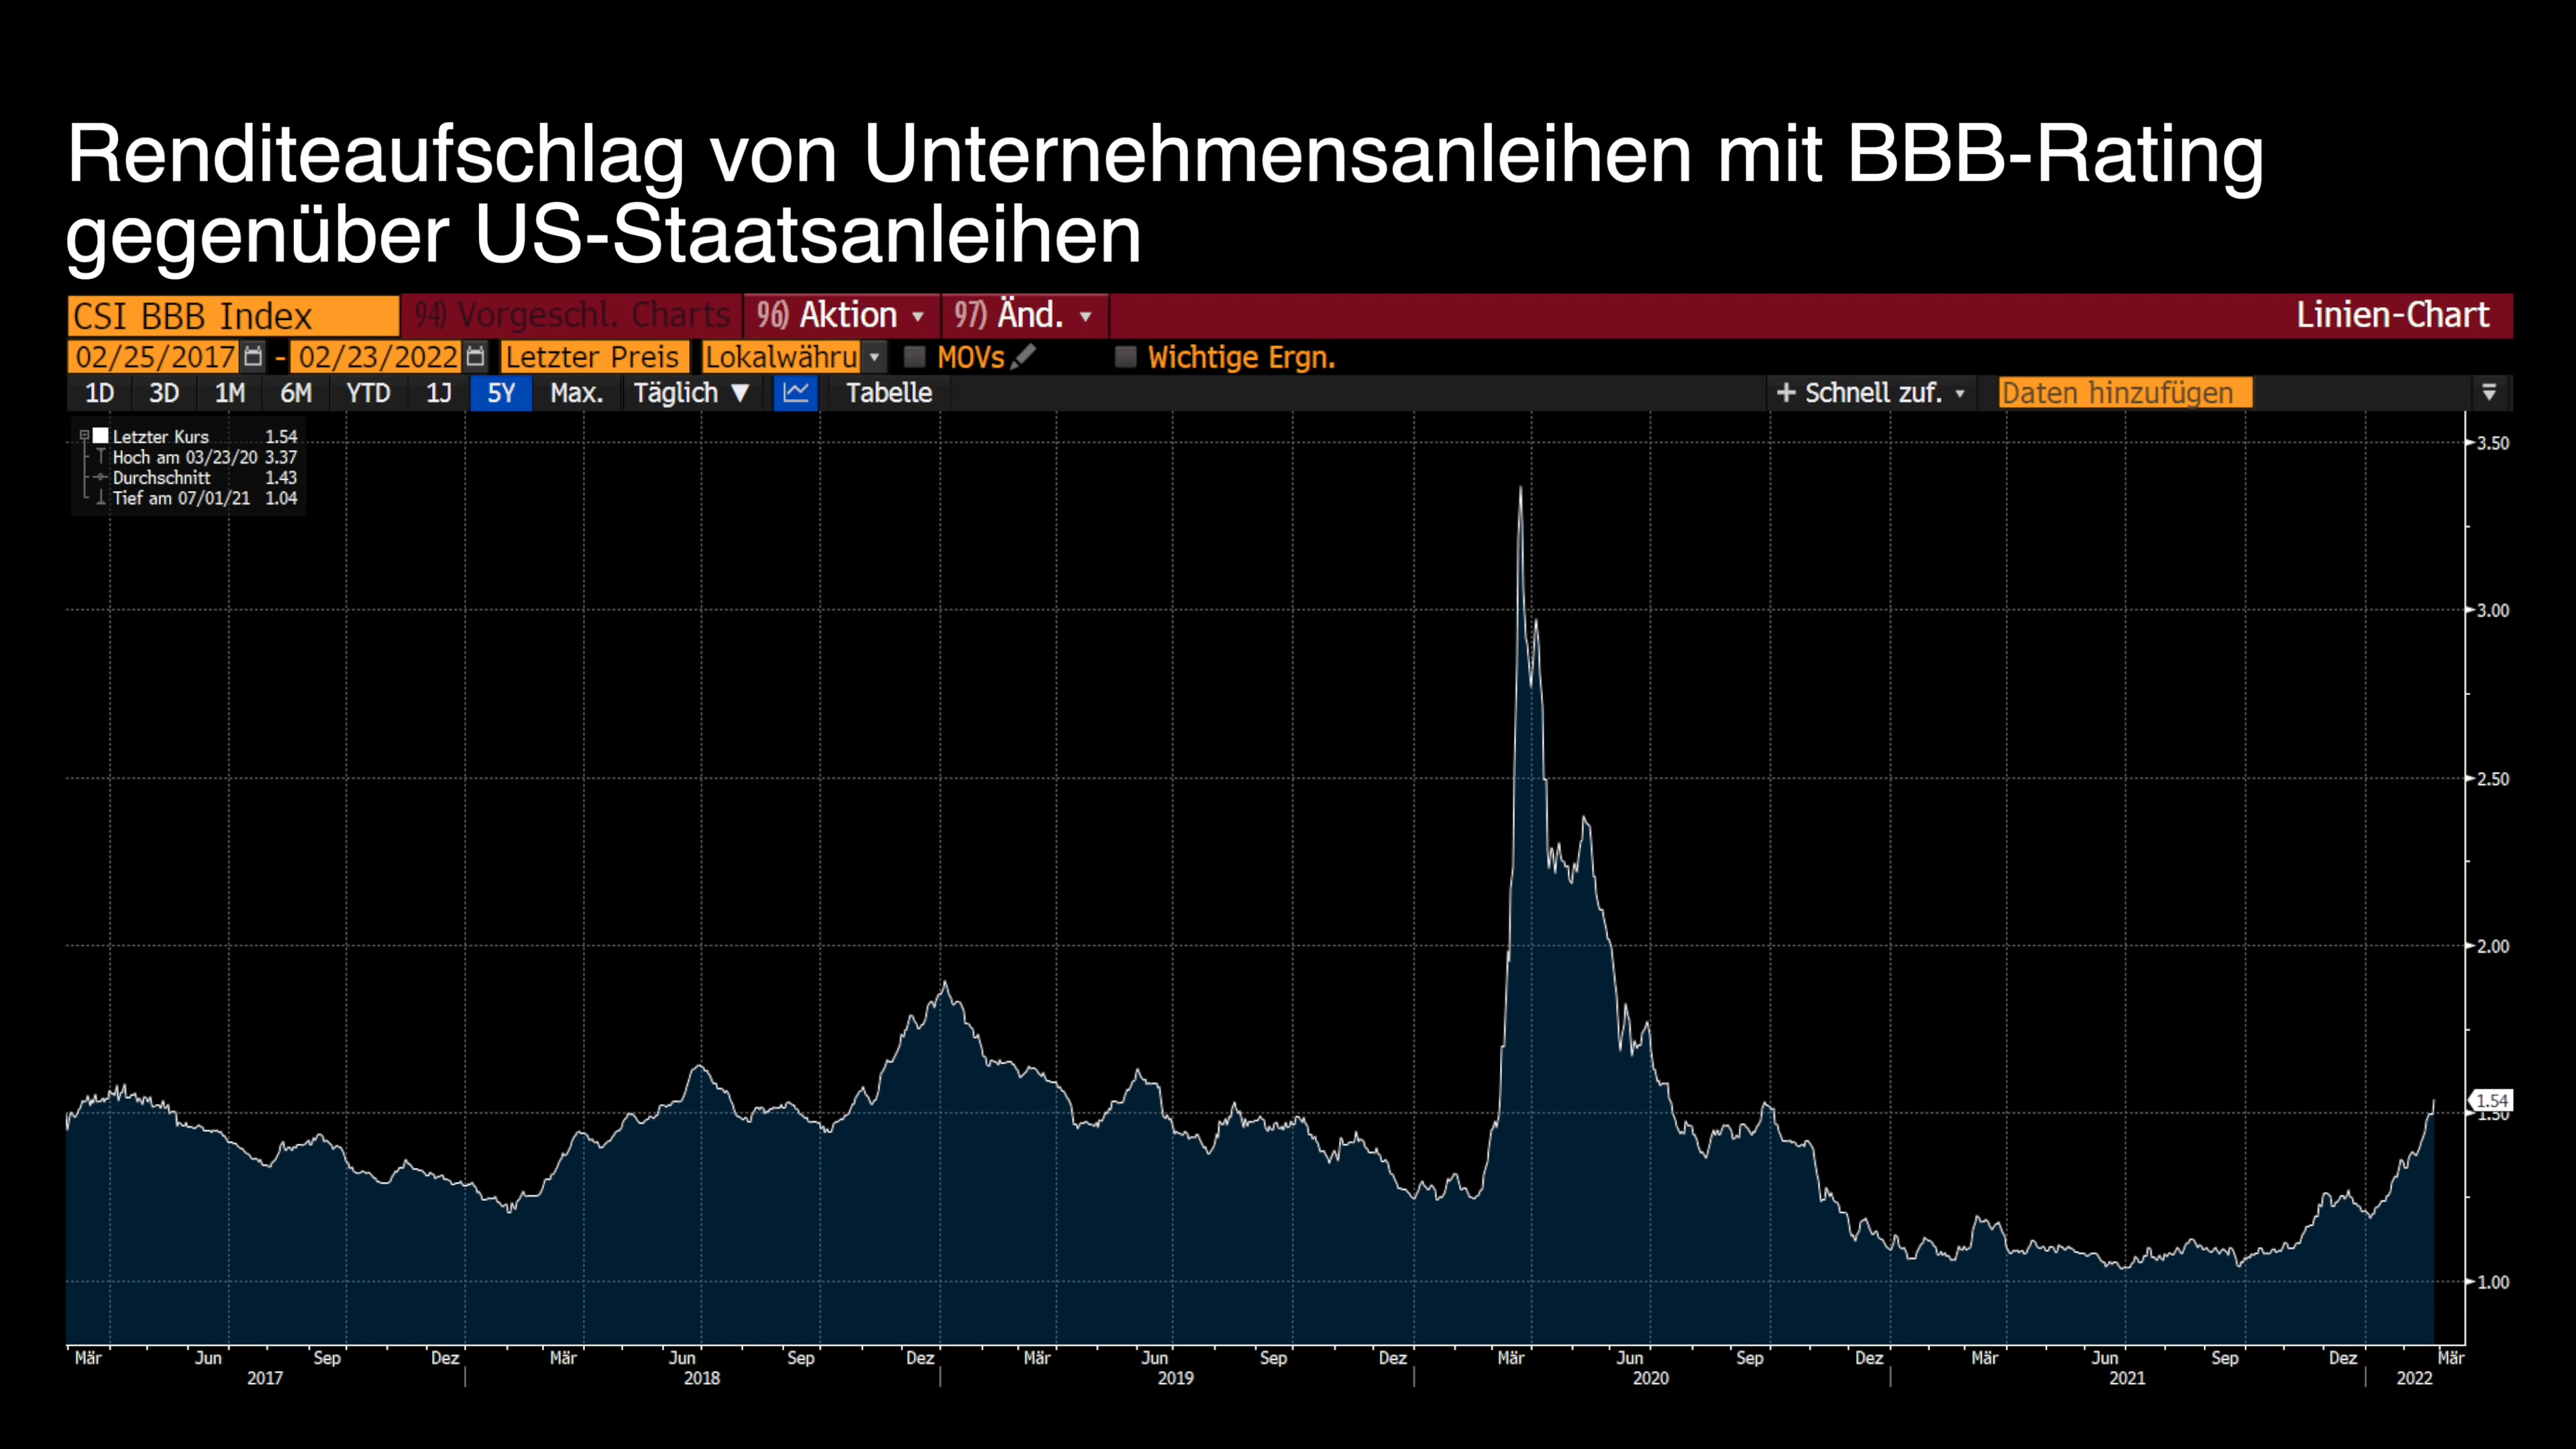 Renditeaufschlag von Unternehmensanleihen mit BBB-Rating
gegenüber US-Staatsanleihen
CSI BBB Index 94) Vorgeschl. Charts 96) Aktion 97) Änd. Linien-Chart
02/25/2017 - 02/23/2022 Letzter Preis Lokalwähru MOVs Wichtige Ergn.
1D 3D 1M 6M YTD 1J 5Y Max. Täglich ▼ Tabelle + Schnell zuf. Daten hinzufügen
Letzter Kurs 1.54
Hoch am 03/23/20 3.37
Durchschnitt 1.43
Tief am 07/01/21 1.04
3.50
3.00
2.50
2.00
1.54
1.50
1.00
Mär Jun Sep Dez Mär Jun Sep Dez Mär Jun Sep Dez Mär Jun Sep Dez Mär Jun Sep Dez Mär
2017 2018 2019 2020 2021 2022